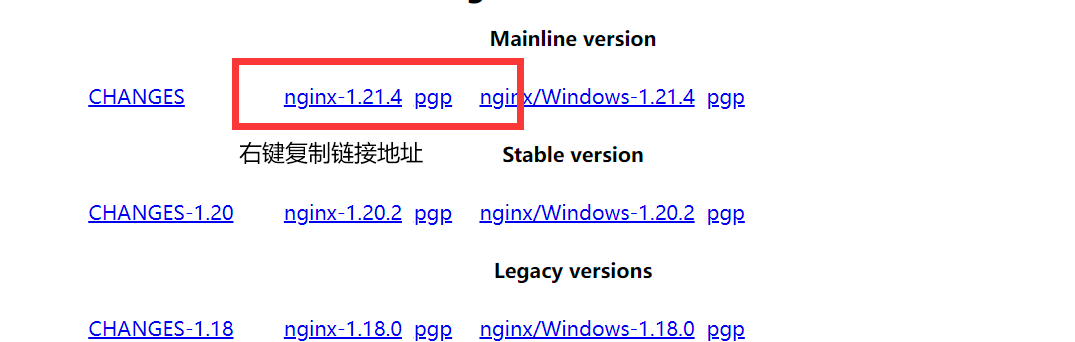 Mainline version
CHANGES nginx-1.21.4 pgp nginx/Windows-1.21.4 pgp
右键复制链接地址 Stable version
CHANGES-1.20 nginx-1.20.2 pgp nginx/Windows-1.20.2 pgp
Legacy versions
CHANGES-1.18 nginx-1.18.0 pgp nginx/Windows-1.18.0 pgp